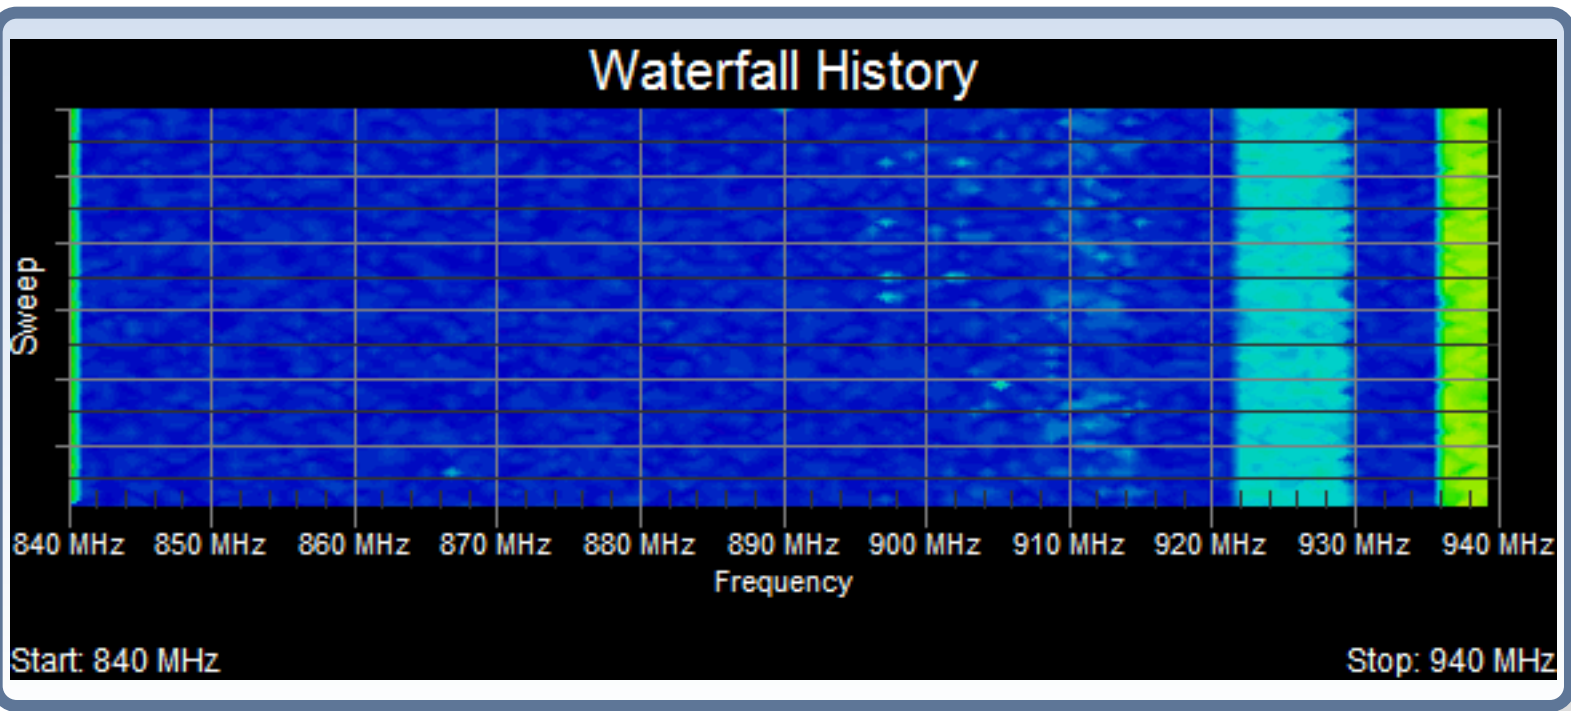 Waterfall History
Sweep
840 MHz 850 MHz 860 MHz 870 MHz 880 MHz 890 MHz 900 MHz 910 MHz 920 MHz 930 MHz 940 MHz
Frequency
Start: 840 MHz Stop: 940 MHz